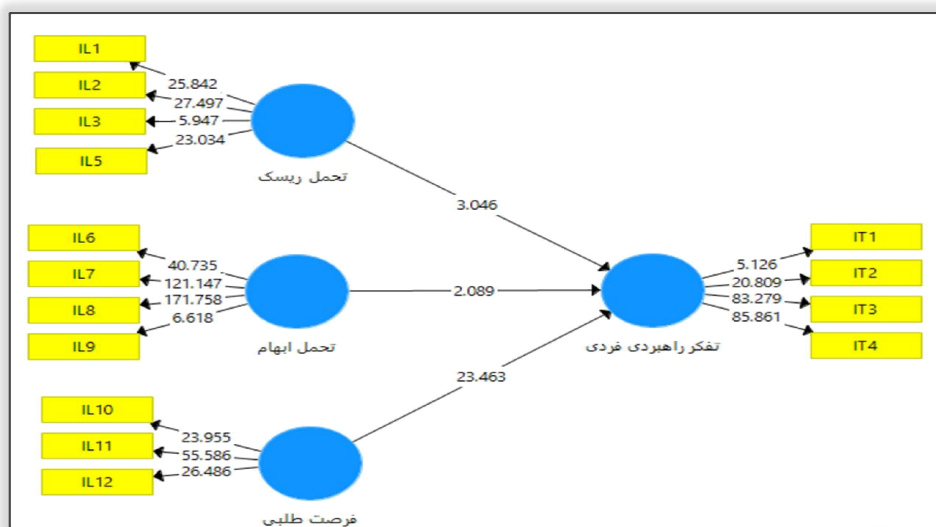 IL1
25.842
IL2
27.497
IL3
5.947
IL5
23.034
تحمل ریسک
3.046
IL6
40.735
IL7
121.147
IL8
171.758
IL9
6.618
تحمل ابهام
2.089
IT1
5.126
IT2
20.809
IT3
83.279
IT4
85.861
تفکر راهبردی فردی
23.463
IL10
23.955
IL11
55.586
IL12
26.486
فرصت طلبی